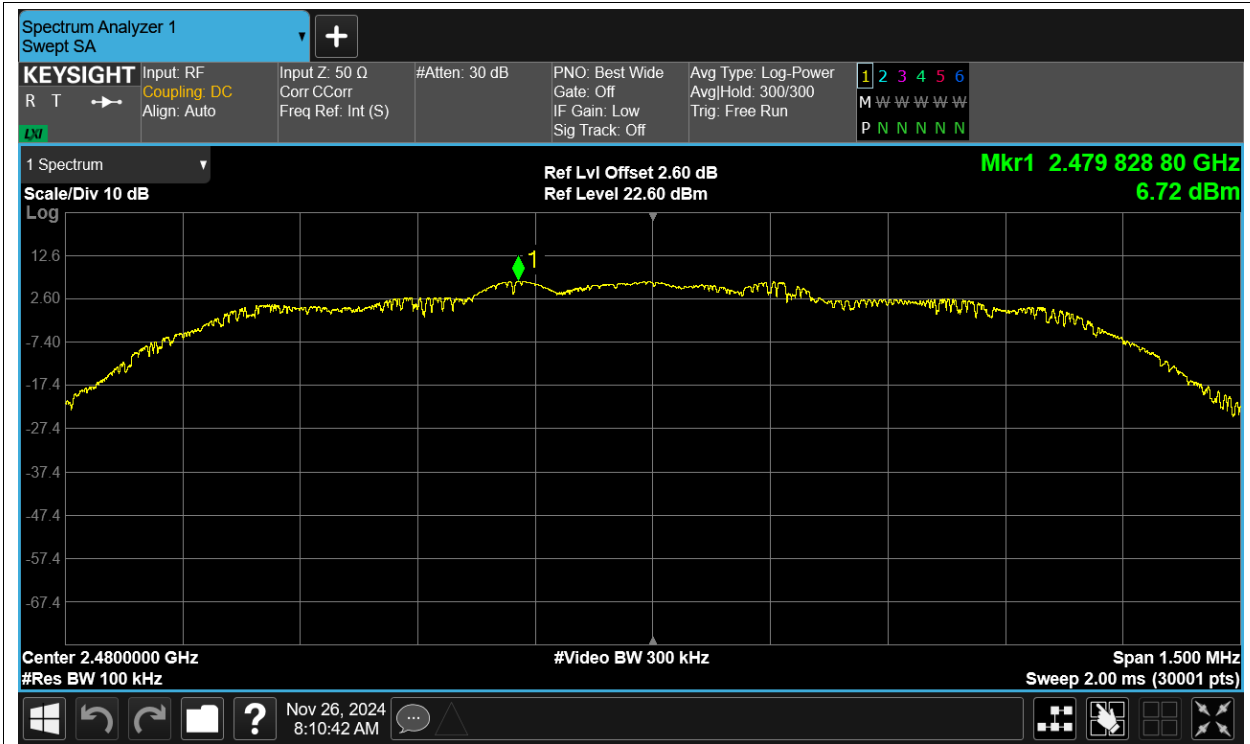 Spectrum Analyzer 1
Swept SA
KEYSIGHT
R T
LXI
Input: RF
Coupling: DC
Align: Auto
Input Z: 50 Ω
Corr CCorr
Freq Ref: Int (S)
#Atten: 30 dB
PNO: Best Wide
Gate: Off
IF Gain: Low
Sig Track: Off
Avg Type: Log-Power
Avg|Hold: 300/300
Trig: Free Run
1 2 3 4 5 6
M W W W W W
P N N N N N
1 Spectrum
Scale/Div 10 dB
Log
Ref Lvl Offset 2.60 dB
Ref Level 22.60 dBm
Mkr1 2.479 828 80 GHz
6.72 dBm
1
12.6
2.60
-7.40
-17.4
-27.4
-37.4
-47.4
-57.4
-67.4
Center 2.4800000 GHz
#Video BW 300 kHz
Span 1.500 MHz
#Res BW 100 kHz
Sweep 2.00 ms (30001 pts)
?
Nov 26, 2024
8:10:42 AM